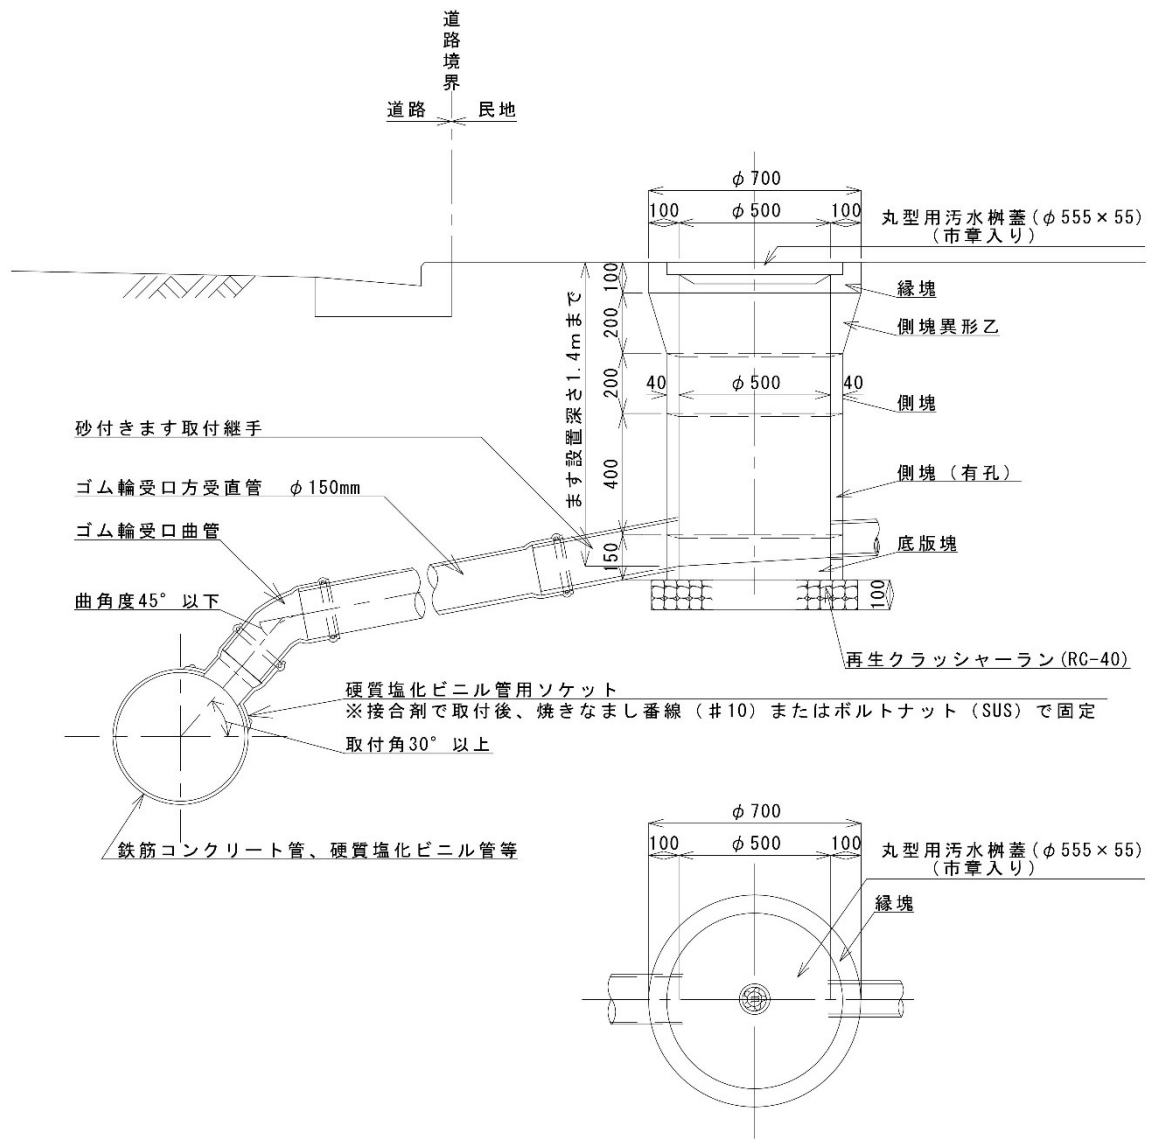 道路境界
道路
民地
φ700
100
φ500
100
丸型用汚水桝蓋(φ555×55)
(市章入り)
100
縁塊
200
側塊異形乙
ます設置深さ1.4mまで
200
40
φ500
40
側塊
砂付きます取付継手
400
側塊(有孔)
ゴム輪受口方受直管 φ150mm
ゴム輪受口曲管
150
底版塊
曲角度45°以下
100
再生クラッシャーラン(RC-40)
硬質塩化ビニル管用ソケット
※接合剤で取付後、焼きなまし番線(♯10)またはボルトナット(SUS)で固定
取付角30°以上
鉄筋コンクリート管、硬質塩化ビニル管等
φ700
100
φ500
100
丸型用汚水桝蓋(φ555×55)
(市章入り)
縁塊